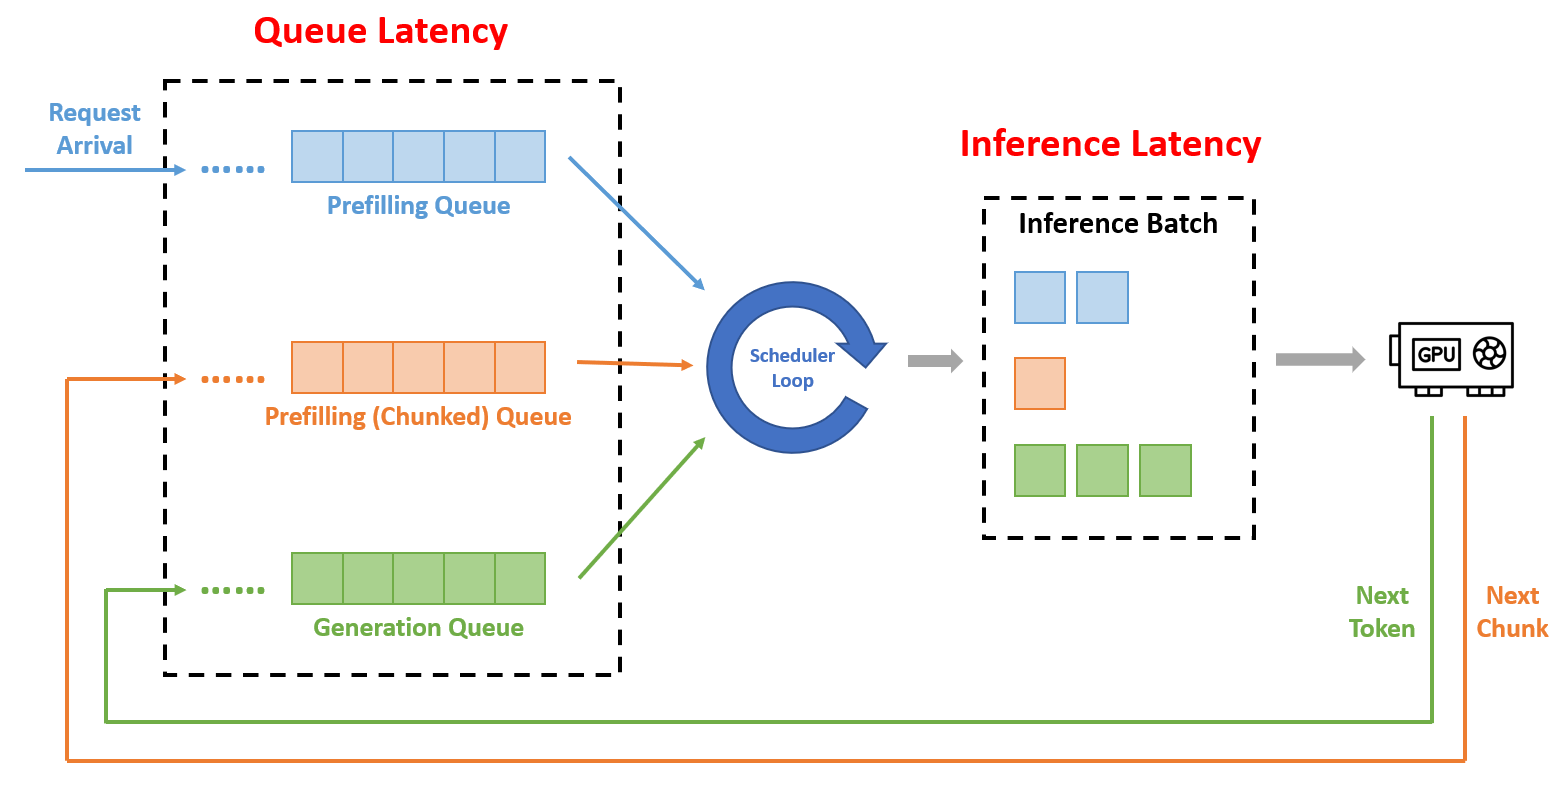 Queue Latency
Request
Arrival
Prefilling Queue
Prefilling (Chunked) Queue
Generation Queue
Scheduler
Loop
Inference Latency
Inference Batch
GPU
Next
Token
Next
Chunk